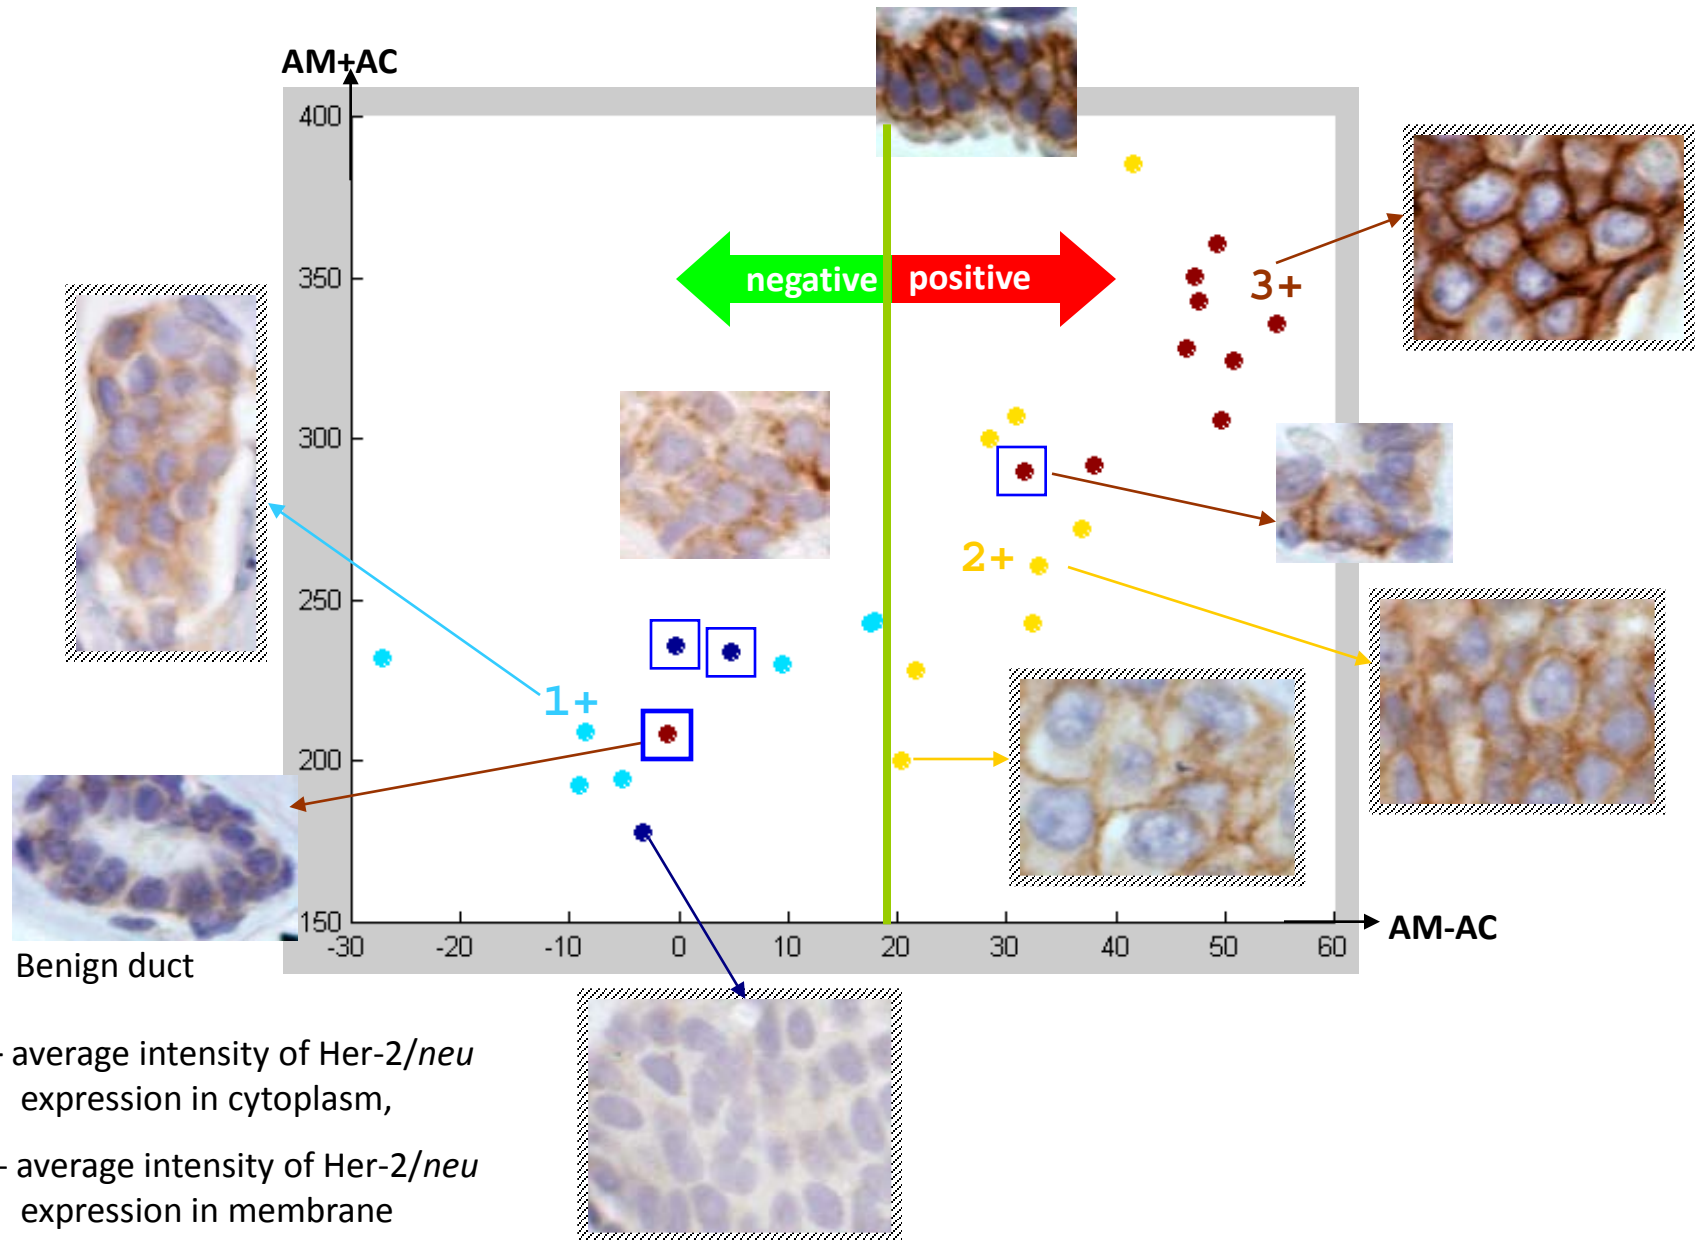 AM+AC
400
350
300
250
200
150
-30 -20 -10 0 10 20 30 40 50 60
AM-AC
negative positive
3+
2+
1+
Benign duct
- average intensity of Her-2/neu
expression in cytoplasm,
- average intensity of Her-2/neu
expression in membrane